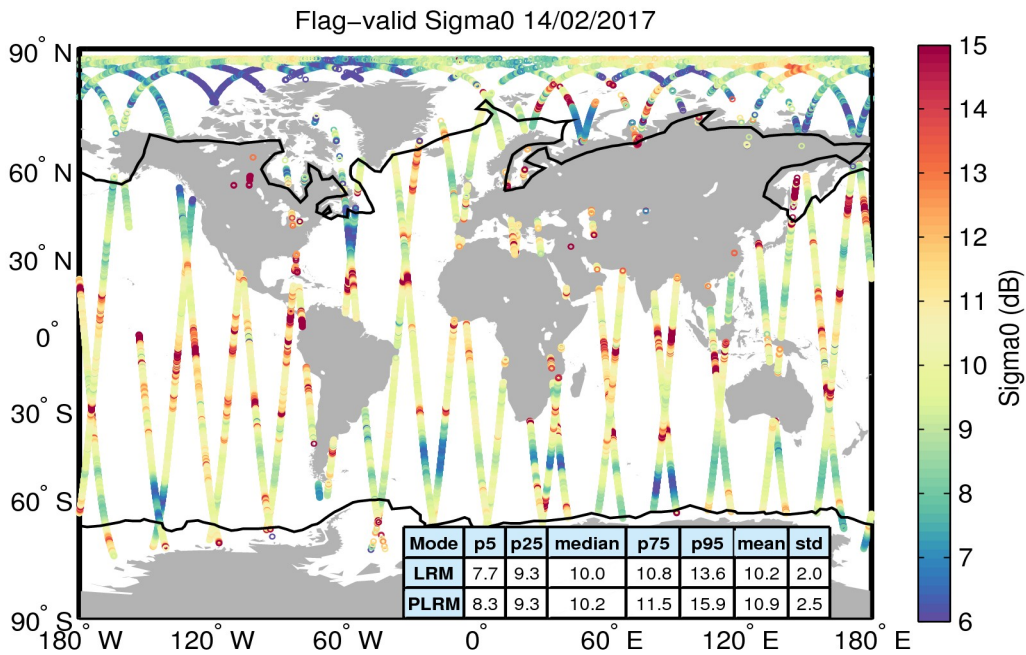 Flag−valid Sigma0 14/02/2017
90° N
60° N
30° N
0°
30° S
60° S
90° S
180° W
120° W
60° W
0°
60° E
120° E
180° E
15
14
13
12
11
10
9
8
7
6
Sigma0 (dB)
Mode p5 p25 median p75 p95 mean std
LRM 7.7 9.3 10.0 10.8 13.6 10.2 2.0
PLRM 8.3 9.3 10.2 11.5 15.9 10.9 2.5